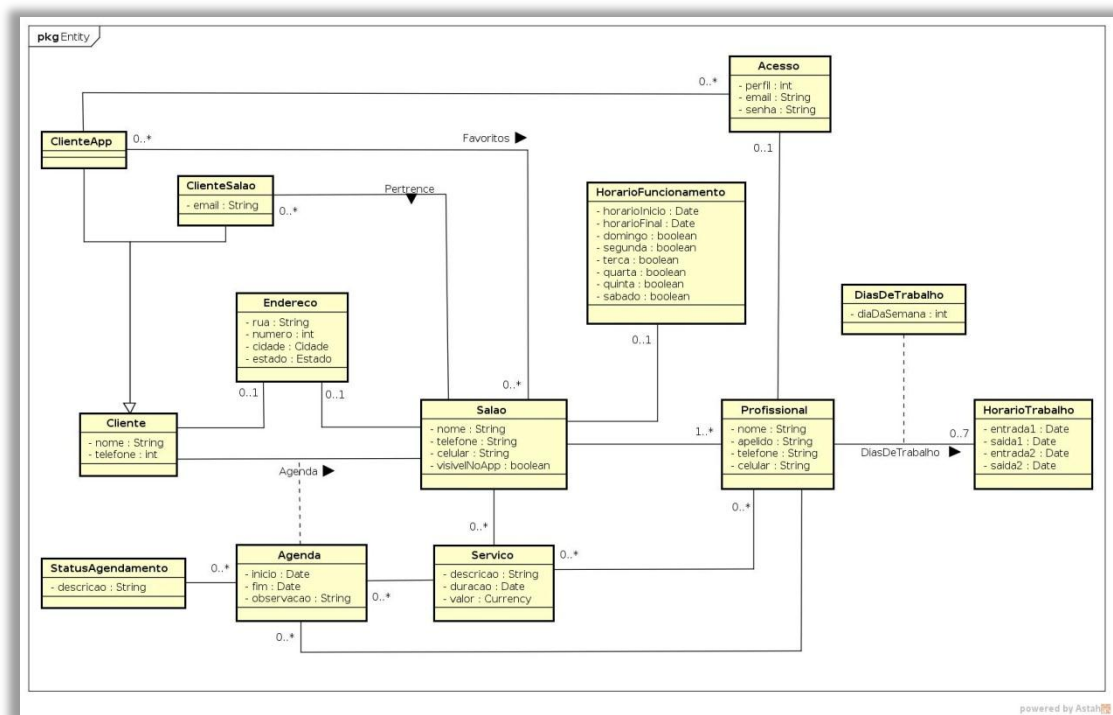 pkg Entity
Acesso
- perfil : int
- email : String
- senha : String
0..*
0..1
ClienteApp
0..*
Favoritos
ClienteSalao
- email : String
0..*
Pertrence
HorarioFuncionamento
- horarioInicio : Date
- horarioFinal : Date
- domingo : boolean
- segunda : boolean
- terca : boolean
- quarta : boolean
- quinta : boolean
- sabado : boolean
0..1
DiasDeTrabalho
- diaDaSemana : int
Endereco
- rua : String
- numero : int
- cidade : Cidade
- estado : Estado
0..1
0..1
0..*
Cliente
- nome : String
- telefone : int
Agenda
Salao
- nome : String
- telefone : String
- celular : String
- visivelNoApp : boolean
1..*
Profissional
- nome : String
- apelido : String
- telefone : String
- celular : String
0..7
DiasDeTrabalho
HorarioTrabalho
- entrada1 : Date
- saida1 : Date
- entrada2 : Date
- saida2 : Date
0..*
0..*
StatusAgendamento
- descricao : String
0..*
Agenda
- inicio : Date
- fim : Date
- observacao : String
0..*
0..*
Servico
- descricao : String
- duracao : Date
- valor : Currency
0..*
powered by Astah